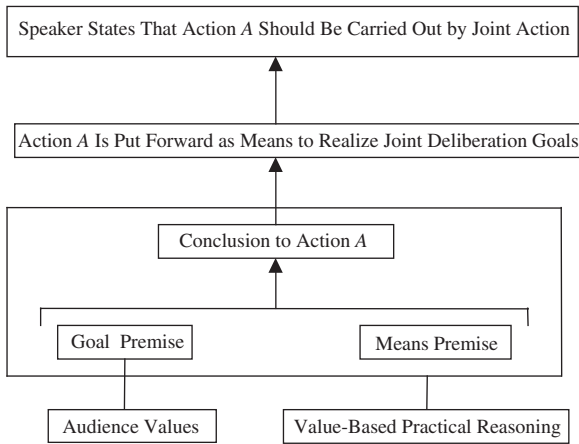 Speaker States That Action A Should Be Carried Out by Joint Action
Action A Is Put Forward as Means to Realize Joint Deliberation Goals
Conclusion to Action A
Goal Premise
Means Premise
Audience Values
Value-Based Practical Reasoning